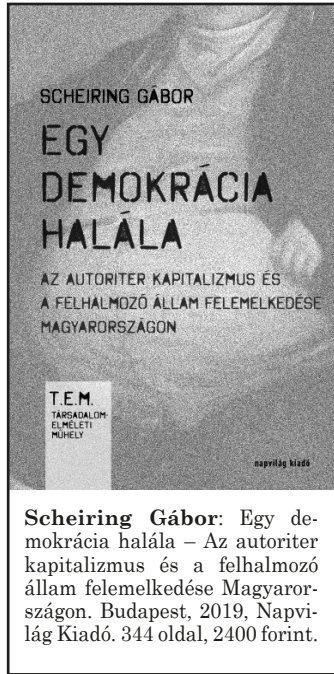 SCHEIRING GÁBOR
EGY
DEMOKRÁCIA
HALÁLA
AZ AUTORITER KAPITALIZMUS ÉS
A FELHALMOZÓ ÁLLAM FELEMELKEDÉSE
MAGYARORSZÁGON
T.E.M.
TÁRSADALOM-
ELMÉLETI
MŰHELY
napvilág kiadó
Scheiring Gábor: Egy de-
mokrácia halála – Az autoriter
kapitalizmus és a felhalmozó
állam felemelkedése Magyaror-
szágon. Budapest, 2019, Napvi-
lág Kiadó. 344 oldal, 2400 forint.